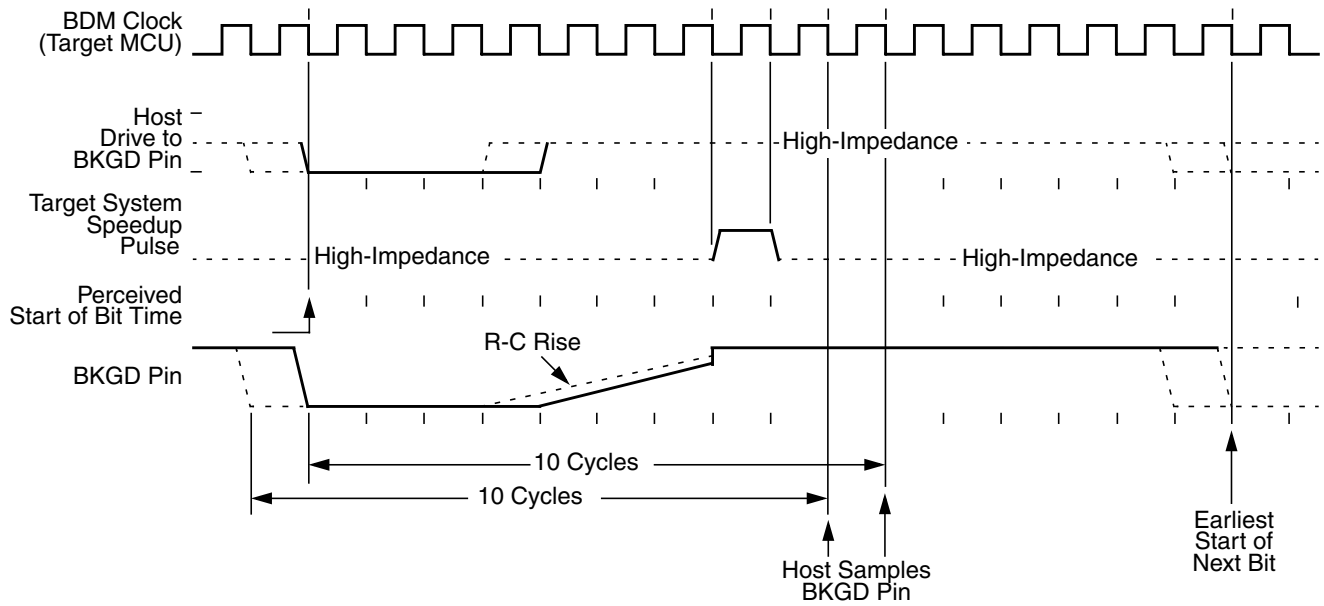 BDM Clock
(Target MCU)
Host
Drive to
BKGD Pin
High-Impedance
Target System
Speedup
Pulse
High-Impedance
High-Impedance
Perceived
Start of Bit Time
R-C Rise
BKGD Pin
10 Cycles
10 Cycles
Host Samples
BKGD Pin
Earliest
Start of
Next Bit